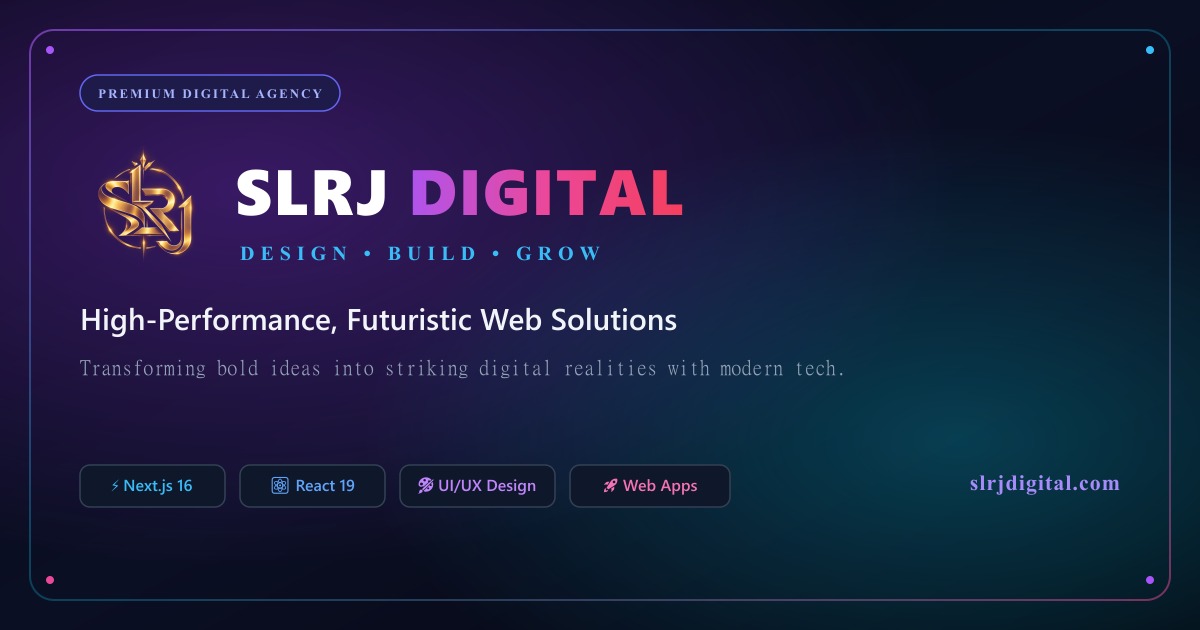 PREMIUM DIGITAL AGENCY
SLRJ
SLRJ DIGITAL
DESIGN • BUILD • GROW
High-Performance, Futuristic Web Solutions
Transforming bold ideas into striking digital realities with modern tech.
⚡ Next.js 16
⚛ React 19
🎨 UI/UX Design
🚀 Web Apps
slrjdigital.com